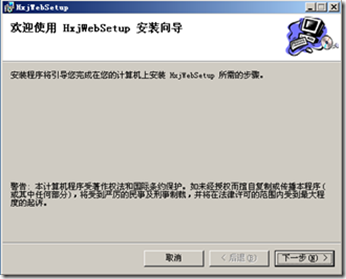 HxjWebSetup
欢迎使用 HxjWebSetup 安装向导
安装程序将引导您完成在您的计算机上安装 HxjWebSetup 所需的步骤。
警告: 本计算机程序受著作权法和国际条约保护。如未经授权而擅自复制或传播本程序(
或其中任何部分)，将受到严厉的民事及刑事制裁，并将在法律许可的范围内受到最大程
度的起诉。
取消
< 后退(B)
下一步(N) >